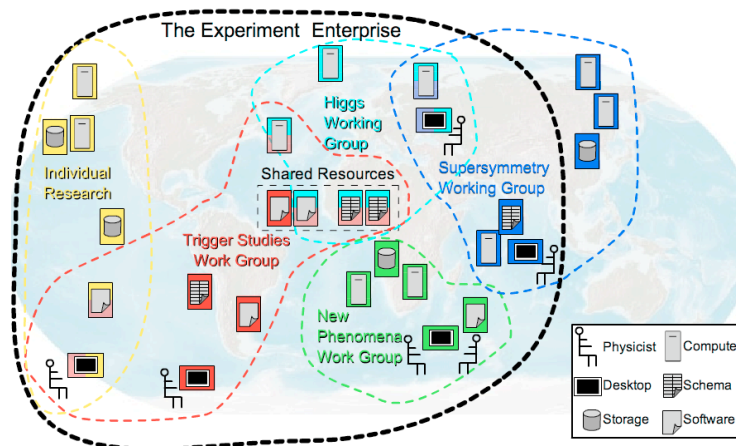 The Experiment Enterprise
Higgs
Working
Group
Individual
Research
Shared Resources
Supersymmetry
Working Group
Trigger Studies
Work Group
New
Phenomena
Work Group
Physicist
Compute
Desktop
Schema
Storage
Software